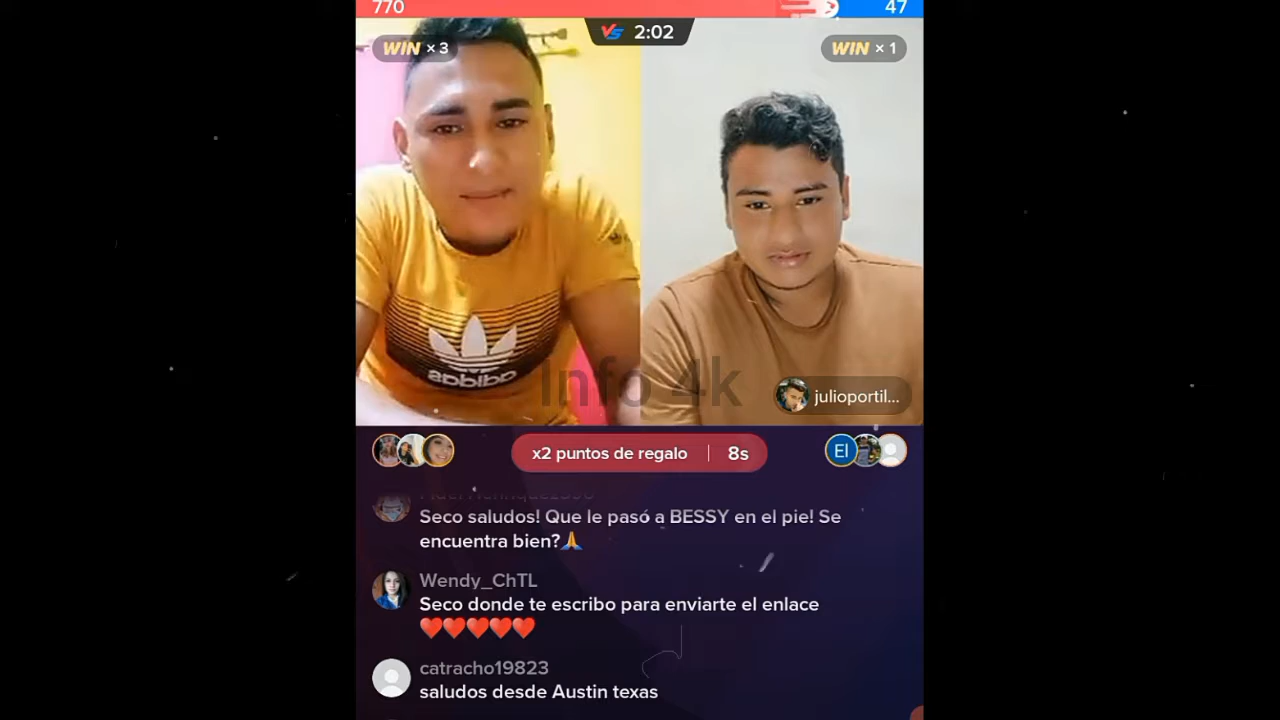 770
47
VS 2:02
WIN × 3
WIN × 1
adidas
Info 4k
julioportil...
x2 puntos de regalo | 8s
EI
Seco saludos! Que le pasó a BESSY en el pie! Se
encuentra bien?🙏
Wendy_ChTL
Seco donde te escribo para enviarte el enlace
❤️❤️❤️❤️❤️
catracho19823
saludos desde Austin texas